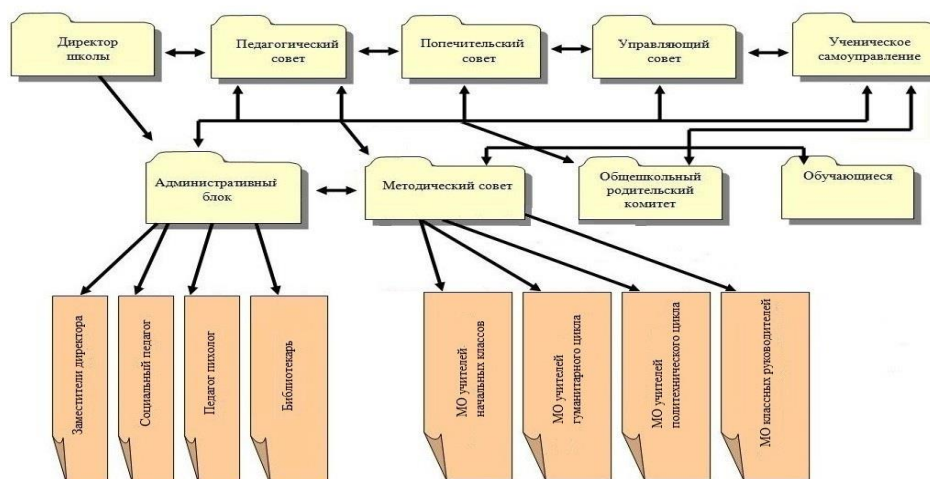 Директор
школы
Педагогический
совет
Попечительский
совет
Управляющий
совет
Ученическое
самоуправление
Административный
блок
Методический совет
Общешкольный
родительский
комитет
Обучающиеся
Заместители директора
Социальный педагог
Педагог пихолог
Библиотекарь
МО учителей
начальных классов
МО учителей
гуманитарного цикла
МО учителей
политехнического цикла
МО классных руководителей